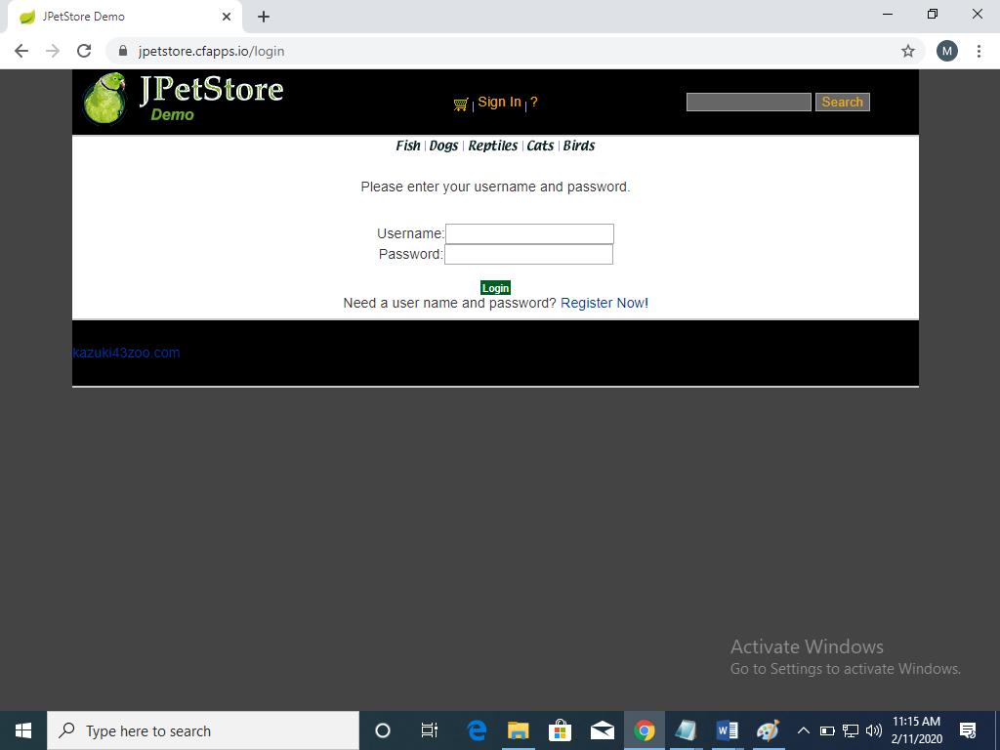 JPetStore Demo
jpetstore.cfapps.io/login
M
JPetStore
Demo
Sign In | ?
Search
Fish | Dogs | Reptiles | Cats | Birds
Please enter your username and password.
Username:
Password:
Login
Need a user name and password? Register Now!
kazuki43zoo.com
Activate Windows
Go to Settings to activate Windows.
Type here to search
11:15 AM
2/11/2020